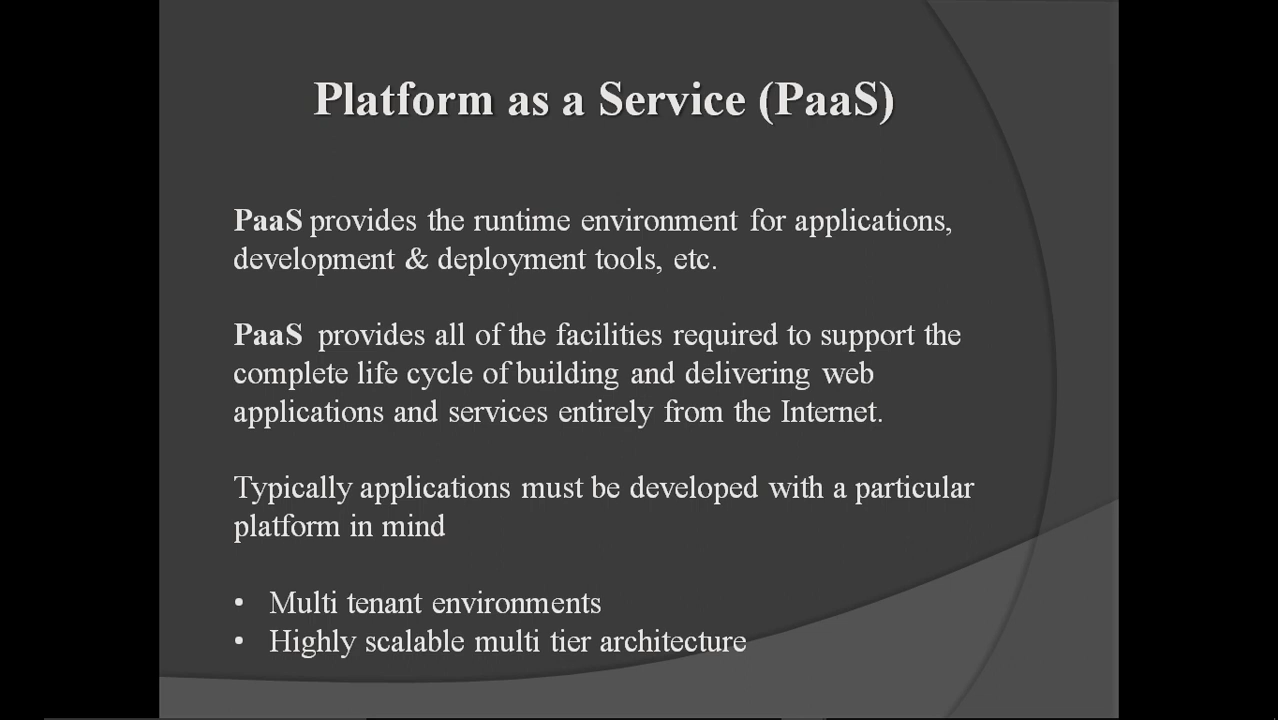 Platform as a Service (PaaS)
PaaS provides the runtime environment for applications,
development & deployment tools, etc.
PaaS provides all of the facilities required to support the
complete life cycle of building and delivering web
applications and services entirely from the Internet.
Typically applications must be developed with a particular
platform in mind
• Multi tenant environments
• Highly scalable multi tier architecture